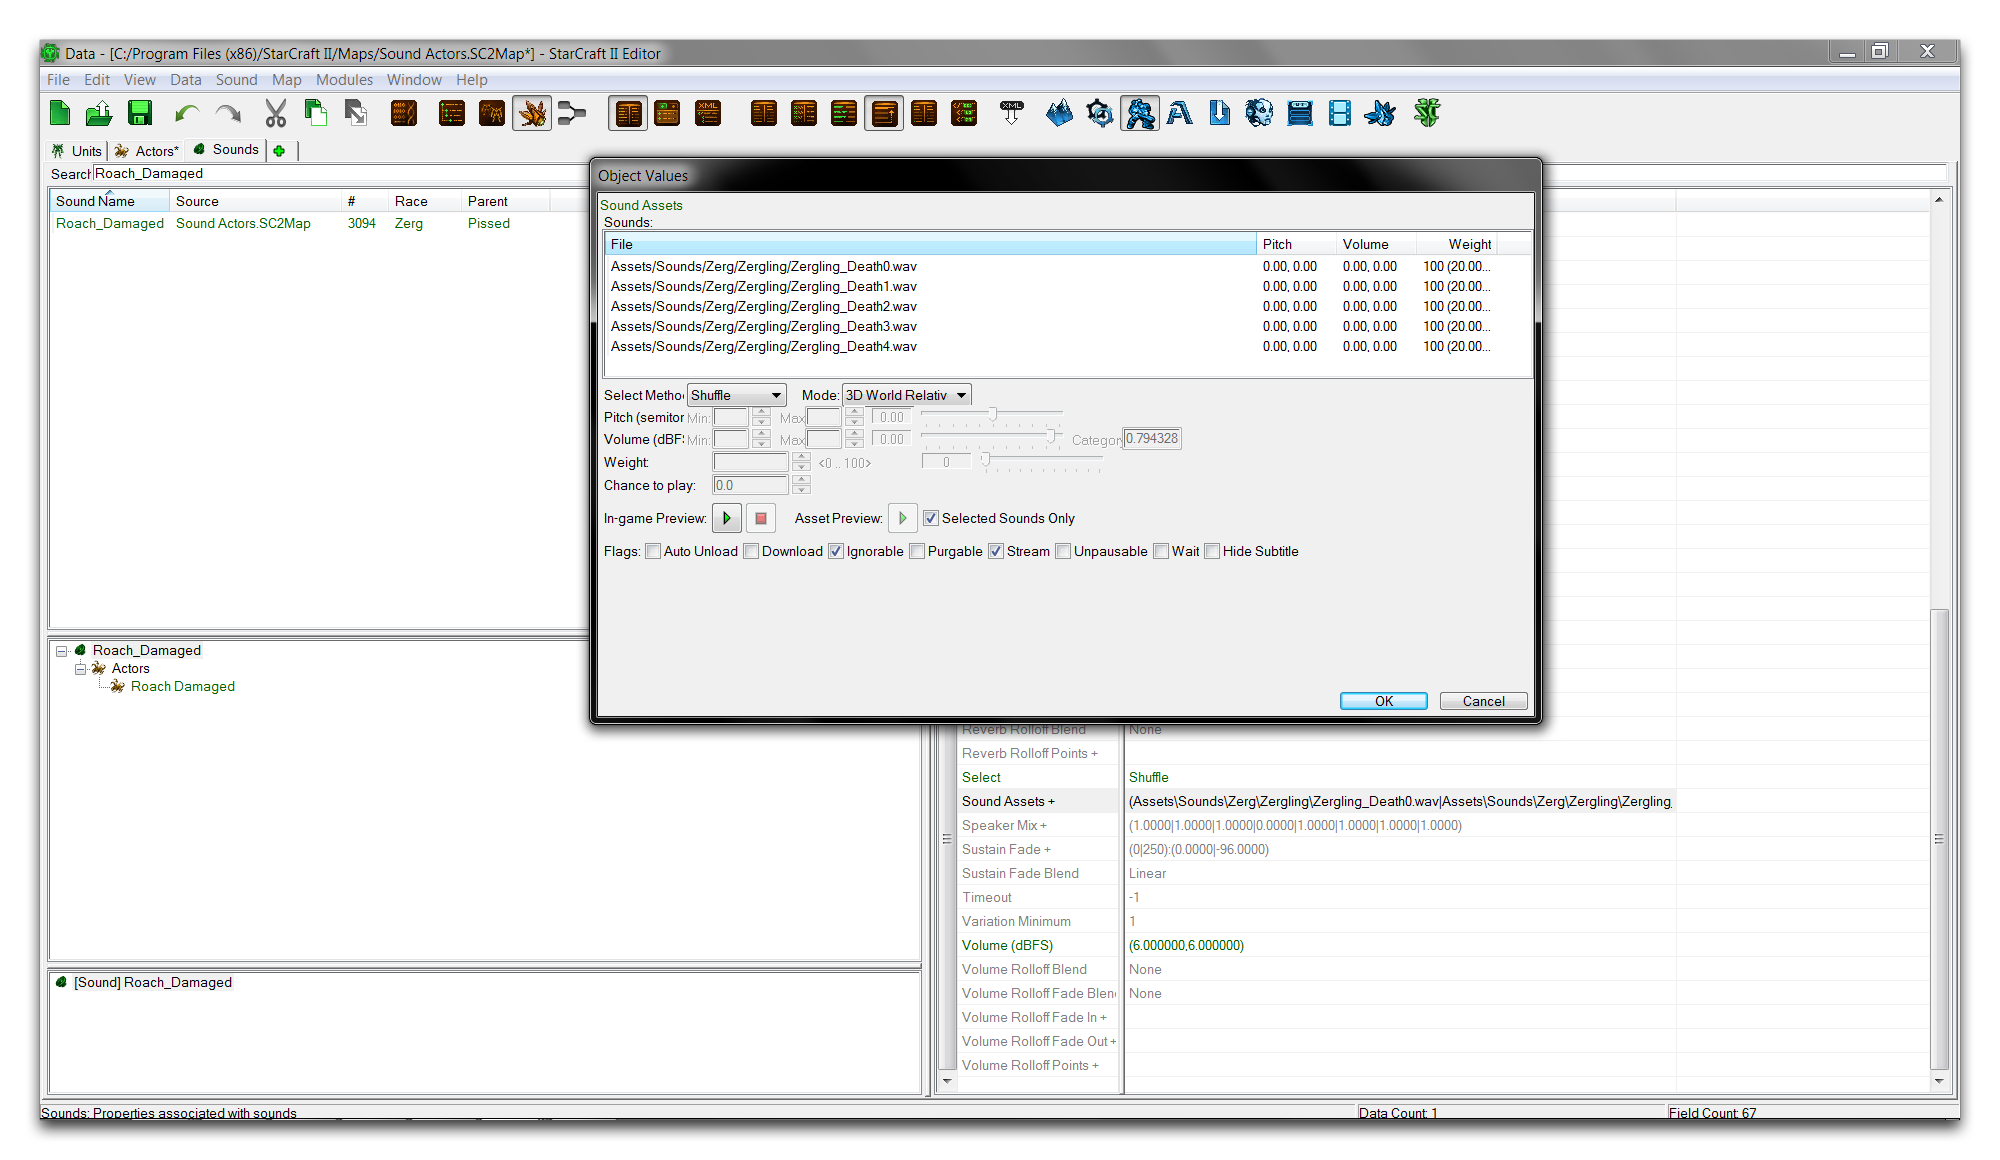 Data - [C:/Program Files (x86)/StarCraft II/Maps/Sound Actors.SC2Map*] - StarCraft II Editor
File Edit View Data Sound Map Modules Window Help
Units Actors* Sounds
Search Roach_Damaged
Sound Name Source # Race Parent
Roach_Damaged Sound Actors.SC2Map 3094 Zerg Pissed
Object Values
Sound Assets
Sounds:
File Pitch Volume Weight
Assets/Sounds/Zerg/Zergling/Zergling_Death0.wav 0.00, 0.00 0.00, 0.00 100 (20.00...
Assets/Sounds/Zerg/Zergling/Zergling_Death1.wav 0.00, 0.00 0.00, 0.00 100 (20.00...
Assets/Sounds/Zerg/Zergling/Zergling_Death2.wav 0.00, 0.00 0.00, 0.00 100 (20.00...
Assets/Sounds/Zerg/Zergling/Zergling_Death3.wav 0.00, 0.00 0.00, 0.00 100 (20.00...
Assets/Sounds/Zerg/Zergling/Zergling_Death4.wav 0.00, 0.00 0.00, 0.00 100 (20.00...
Select Metho Shuffle Mode: 3D World Relativ
Pitch (semitor Min: Max 0.00
Volume (dBFS Min: Max 0.00 Categor 0.794328
Weight: <0 .. 100> 0
Chance to play: 0.0
In-game Preview: Asset Preview: Selected Sounds Only
Flags: Auto Unload Download Ignorable Purgable Stream Unpausable Wait Hide Subtitle
OK Cancel
Roach_Damaged
Actors
Roach Damaged
[Sound] Roach_Damaged
Reverb Rolloff Blend None
Reverb Rolloff Points +
Select Shuffle
Sound Assets + (Assets\Sounds\Zerg\Zergling\Zergling_Death0.wav|Assets\Sounds\Zerg\Zergling\Zergling_
Speaker Mix + (1.0000|1.0000|1.0000|0.0000|1.0000|1.0000|1.0000|1.0000)
Sustain Fade + (0|250):(0.0000|-96.0000)
Sustain Fade Blend Linear
Timeout -1
Variation Minimum 1
Volume (dBFS) (6.000000,6.000000)
Volume Rolloff Blend None
Volume Rolloff Fade Blen None
Volume Rolloff Fade In +
Volume Rolloff Fade Out +
Volume Rolloff Points +
Sounds: Properties associated with sounds Data Count: 1 Field Count: 67